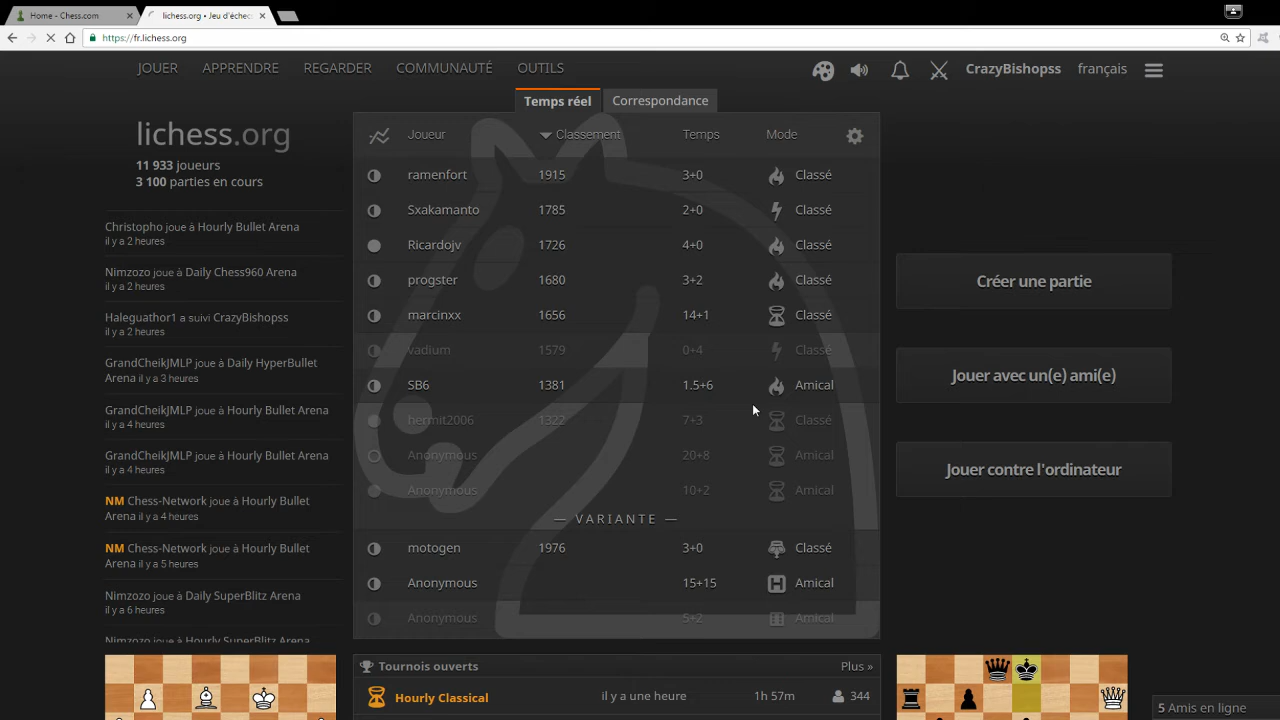 Home - Chess.com
lichess.org • Jeu d'échec
https://fr.lichess.org
JOUER APPRENDRE REGARDER COMMUNAUTÉ OUTILS CrazyBishopss français
Temps réel Correspondance
lichess.org
11 933 joueurs
3 100 parties en cours
Christopho joue à Hourly Bullet Arena
il y a 2 heures
Nimzozo joue à Daily Chess960 Arena
il y a 2 heures
Haleguathor1 a suivi CrazyBishopss
il y a 2 heures
GrandCheikJMLP joue à Daily HyperBullet
Arena il y a 3 heures
GrandCheikJMLP joue à Hourly Bullet
Arena il y a 4 heures
GrandCheikJMLP joue à Hourly Bullet
Arena il y a 4 heures
NM Chess-Network joue à Hourly Bullet
Arena il y a 4 heures
NM Chess-Network joue à Hourly Bullet
Arena il y a 5 heures
Nimzozo joue à Daily SuperBlitz Arena
il y a 6 heures
Nimzozo joue à Hourly SuperBlitz Arena
Joueur Classement Temps Mode
ramenfort 1915 3+0 Classé
Sxakamanto 1785 2+0 Classé
Ricardojv 1726 4+0 Classé
progster 1680 3+2 Classé
marcinxx 1656 14+1 Classé
vadium 1579 0+4 Classé
SB6 1381 1.5+6 Amical
hermit2006 1322 7+3 Classé
Anonymous 20+8 Amical
Anonymous 10+2 Amical
— VARIANTE —
motogen 1976 3+0 Classé
Anonymous 15+15 Amical
Anonymous 5+2 Amical
Créer une partie
Jouer avec un(e) ami(e)
Jouer contre l'ordinateur
Tournois ouverts Plus »
Hourly Classical il y a une heure 1h 57m 344
5 Amis en ligne